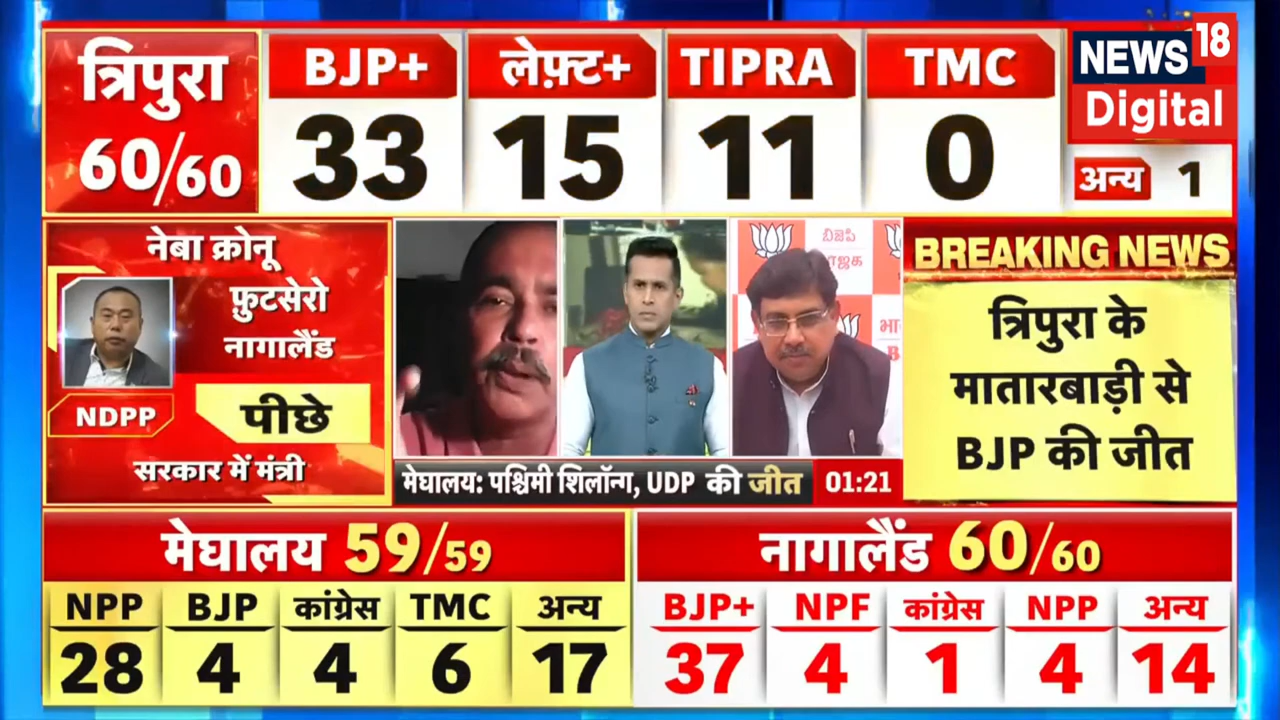 त्रिपुरा
60/60
BJP+
33
लेफ़्ट+
15
TIPRA
11
TMC
0
NEWS 18
Digital
अन्य 1
नेबा क्रोनू
फ़ुटसेरो
नागालैंड
NDPP
पीछे
सरकार में मंत्री
ಬಿಜೆಪಿ
मेघालय: पश्चिमी शिलॉन्ग, UDP की जीत
01:21
BREAKING NEWS
त्रिपुरा के
मातारबाड़ी से
BJP की जीत
मेघालय 59/59
NPP BJP कांग्रेस TMC अन्य
28 4 4 6 17
नागालैंड 60/60
BJP+ NPF कांग्रेस NPP अन्य
37 4 1 4 14